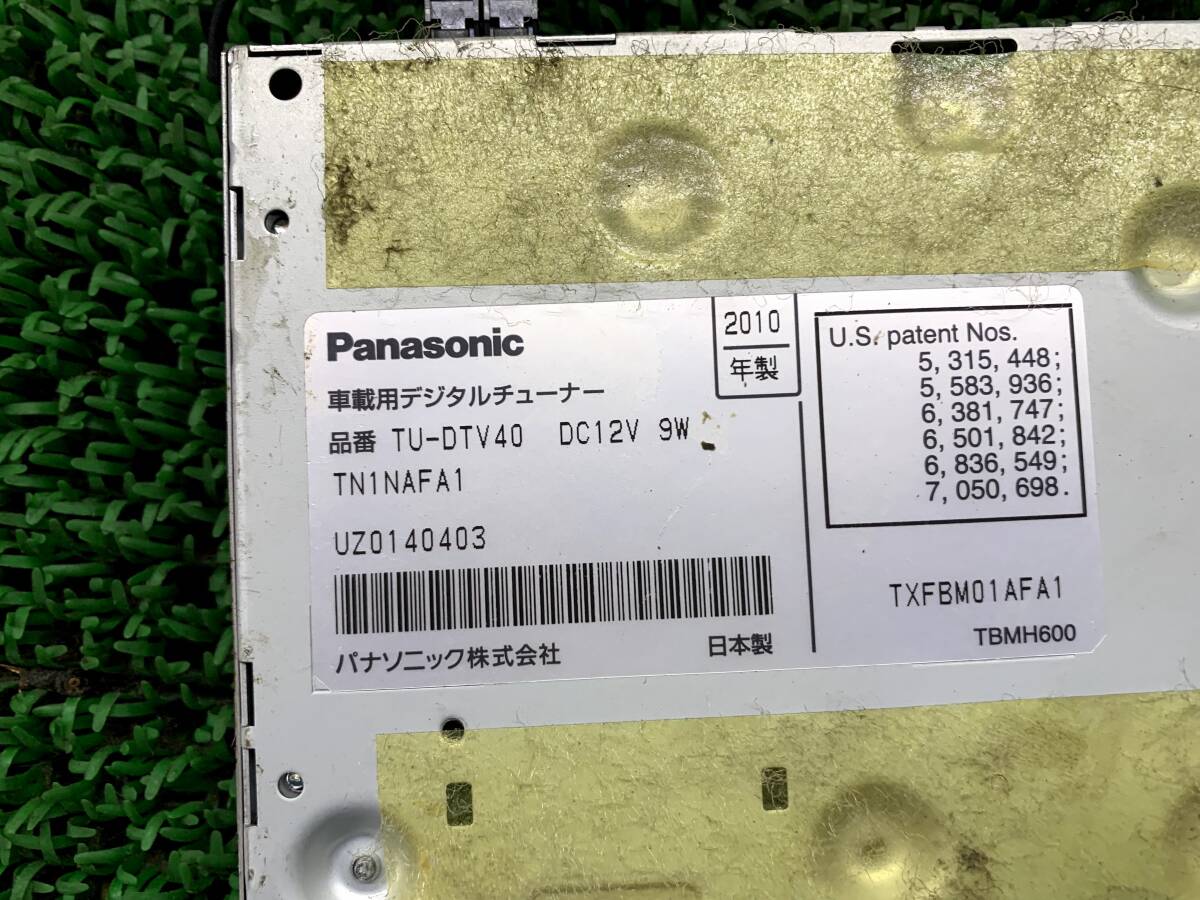 Panasonic
車載用デジタルチューナー
品番 TU-DTV40 DC12V 9W
TN1NAFA1
UZ0140403
パナソニック株式会社
日本製
2010
年製
U.S. patent Nos.
5, 315, 448;
5, 583, 936;
6, 381, 747;
6, 501, 842;
6, 836, 549;
7, 050, 698.
TXFBM01AFA1
TBMH600